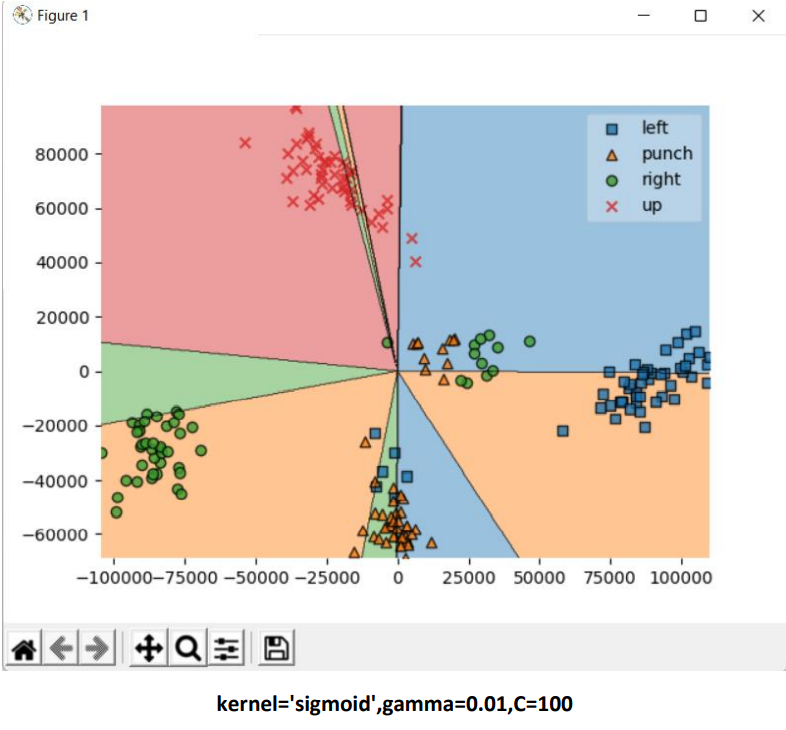 Figure 1
left
punch
right
up
80000
60000
40000
20000
0
−20000
−40000
−60000
−100000−75000 −50000 −25000 0 25000 50000 75000 100000
kernel='sigmoid',gamma=0.01,C=100